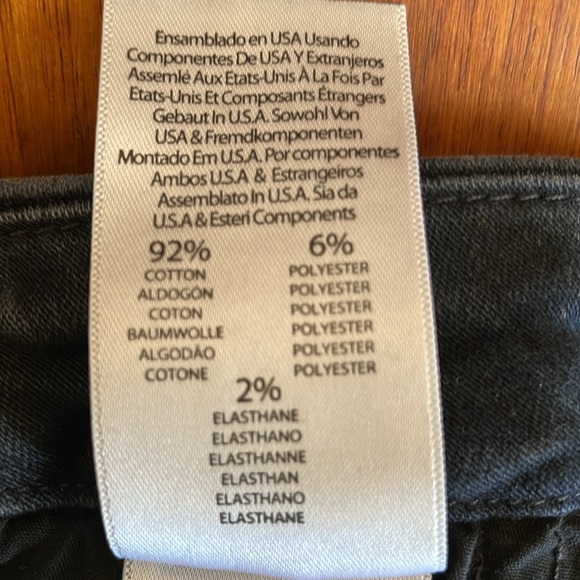 Ensamblado en USA Usando
Componentes De USA Y Extranjeros
Assemlé Aux Etats-Unis À La Fois Par
Etats-Unis Et Composants Étrangers
Gebaut In U.S.A. Sowohl Von
USA & Fremdkomponenten
Montado Em U.S.A. Por componentes
Ambos U.S.A & Estrangeiros
Assemblato In U.S.A. Sia da
U.S.A & Esteri Components
92%
COTTON
ALDOGÓN
COTON
BAUMWOLLE
ALGODÃO
COTONE
6%
POLYESTER
POLYESTER
POLYESTER
POLYESTER
POLYESTER
POLYESTER
2%
ELASTHANE
ELASTHANO
ELASTHANNE
ELASTHAN
ELASTHANO
ELASTHANE